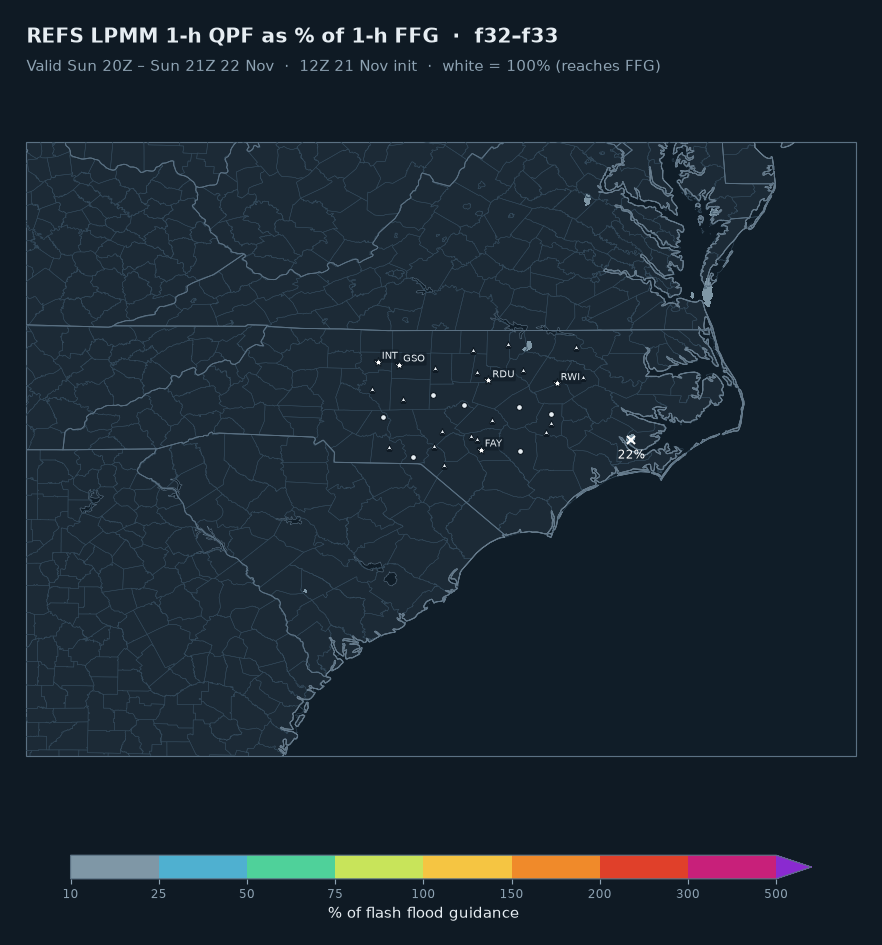 REFS LPMM 1-h QPF as % of 1-h FFG · f32–f33
Valid Sun 20Z – Sun 21Z 22 Nov · 12Z 21 Nov init · white = 100% (reaches FFG)
INT
GSO
RDU
RWI
FAY
22%
10 25 50 75 100 150 200 300 500
% of flash flood guidance